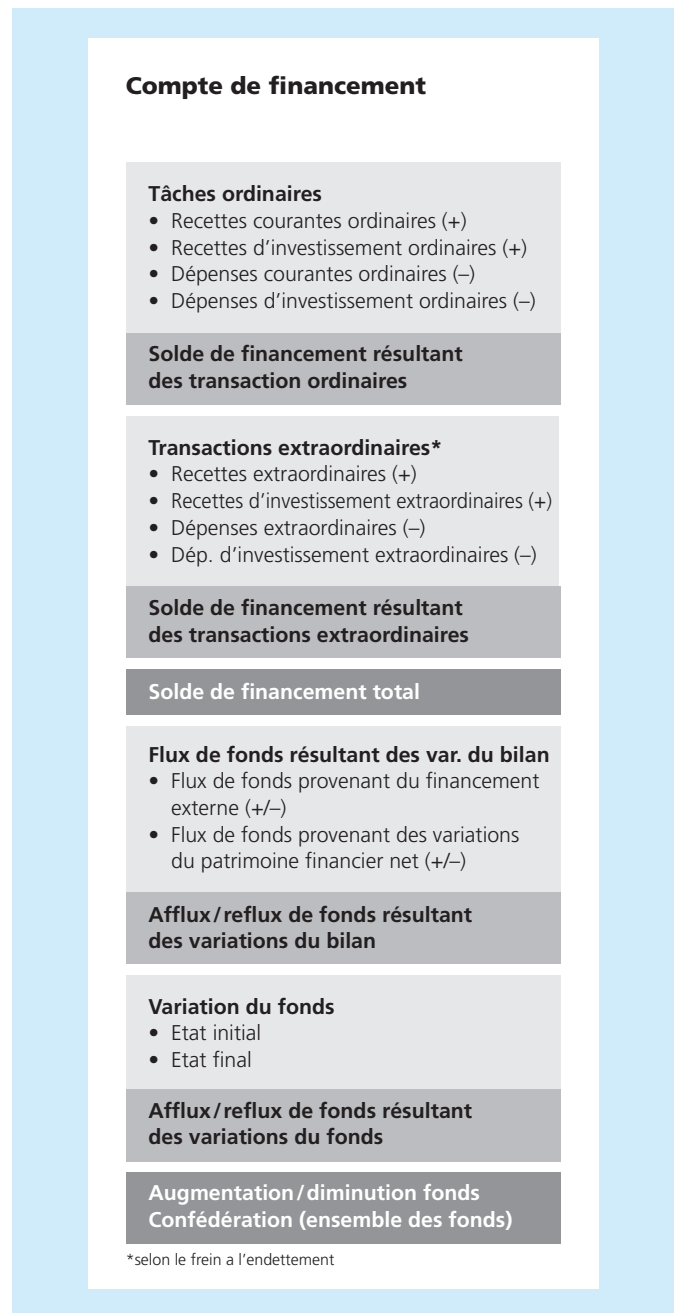 Compte de financement
Tâches ordinaires
• Recettes courantes ordinaires (+)
• Recettes d'investissement ordinaires (+)
• Dépenses courantes ordinaires (–)
• Dépenses d'investissement ordinaires (–)
Solde de financement résultant
des transaction ordinaires
Transactions extraordinaires*
• Recettes extraordinaires (+)
• Recettes d'investissement extraordinaires (+)
• Dépenses extraordinaires (–)
• Dép. d'investissement extraordinaires (–)
Solde de financement résultant
des transactions extraordinaires
Solde de financement total
Flux de fonds résultant des var. du bilan
• Flux de fonds provenant du financement
externe (+/–)
• Flux de fonds provenant des variations
du patrimoine financier net (+/–)
Afflux/reflux de fonds résultant
des variations du bilan
Variation du fonds
• Etat initial
• Etat final
Afflux/reflux de fonds résultant
des variations du fonds
Augmentation/diminution fonds
Confédération (ensemble des fonds)
*selon le frein a l'endettement